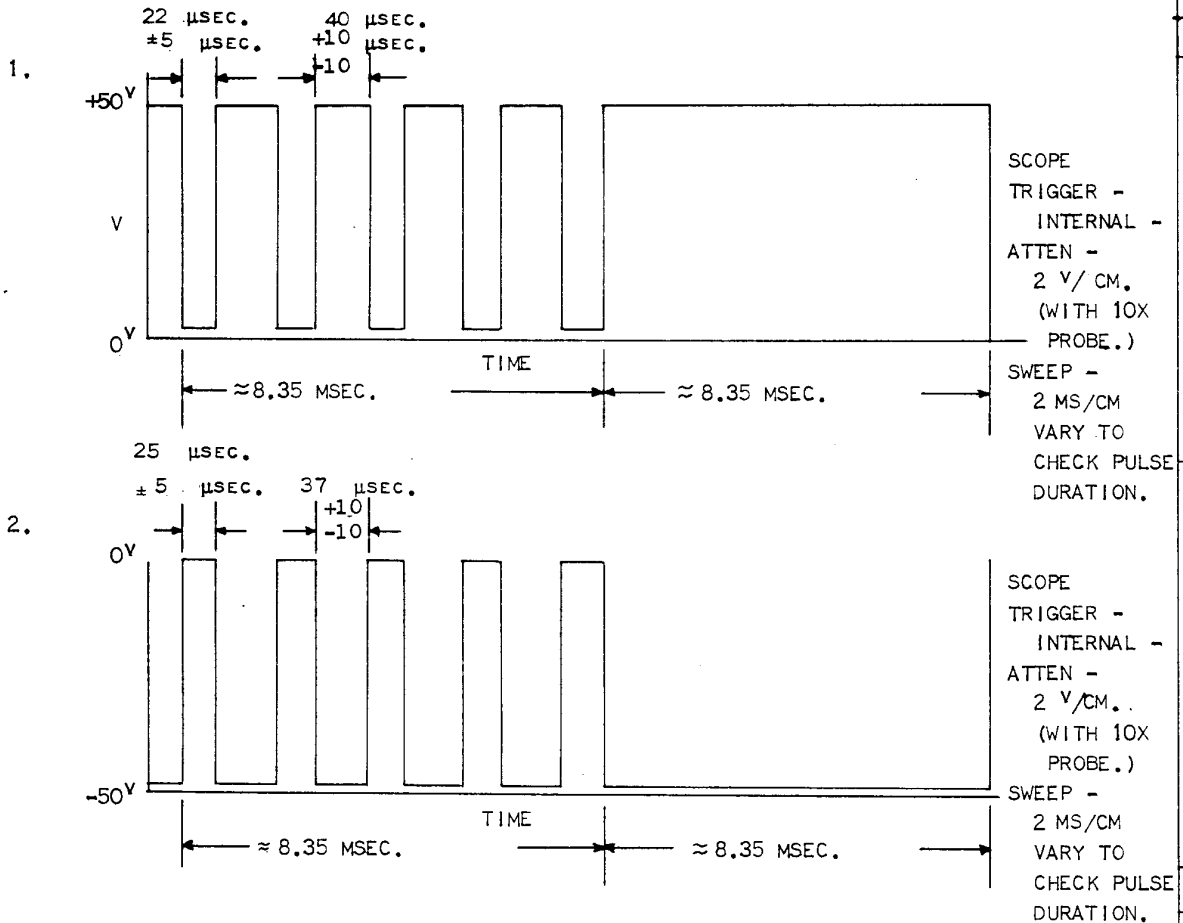 1.
22 μSEC.
±5 μSEC.
40 μSEC.
+10 μSEC.
-10
+50V
V
0V
TIME
≈8.35 MSEC.
≈8.35 MSEC.
SCOPE
TRIGGER -
INTERNAL -
ATTEN -
2 V/CM.
(WITH 10X
PROBE.)
SWEEP -
2 MS/CM
VARY TO
CHECK PULSE
DURATION.
2.
25 μSEC.
±5 μSEC.
37 μSEC.
+10
-10
0V
-50V
TIME
≈8.35 MSEC.
≈8.35 MSEC.
SCOPE
TRIGGER -
INTERNAL -
ATTEN -
2 V/CM.
(WITH 10X
PROBE.)
SWEEP -
2 MS/CM
VARY TO
CHECK PULSE
DURATION.